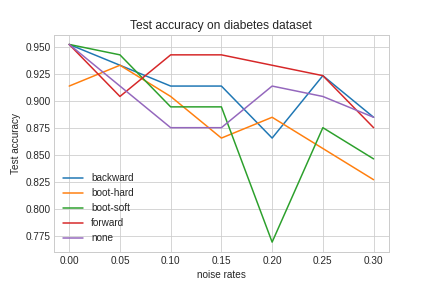 Test accuracy on diabetes dataset
Test accuracy
0.950
0.925
0.900
0.875
0.850
0.825
0.800
0.775
backward
boot-hard
boot-soft
forward
none
0.00 0.05 0.10 0.15 0.20 0.25 0.30
noise rates